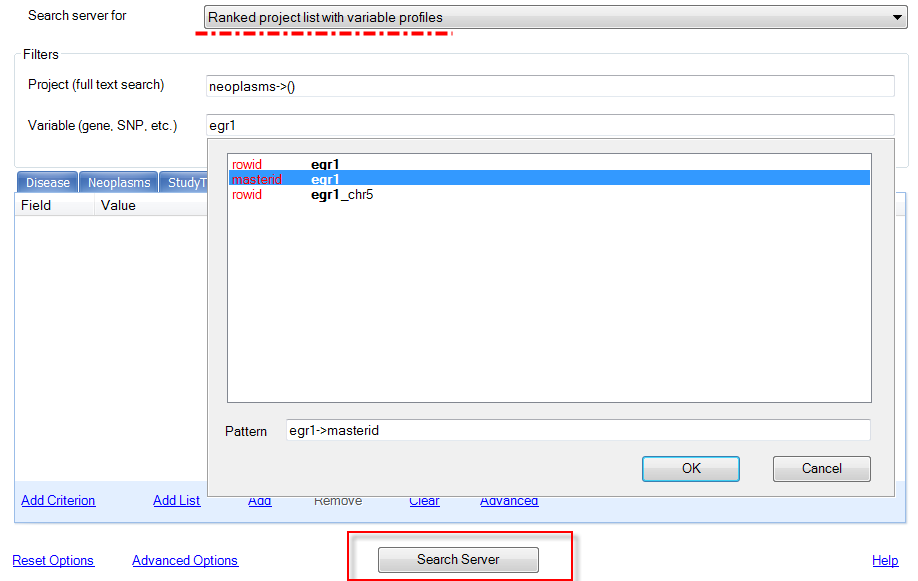 Search server for
Ranked project list with variable profiles
Filters
Project (full text search)
neoplasms->()
Variable (gene, SNP, etc.)
egr1
rowid egr1
masterid egr1
rowid egr1_chr5
Disease Neoplasms StudyT
Field Value
Pattern
egr1->masterid
OK Cancel
Add Criterion Add List Add Remove Clear Advanced
Reset Options Advanced Options Search Server Help